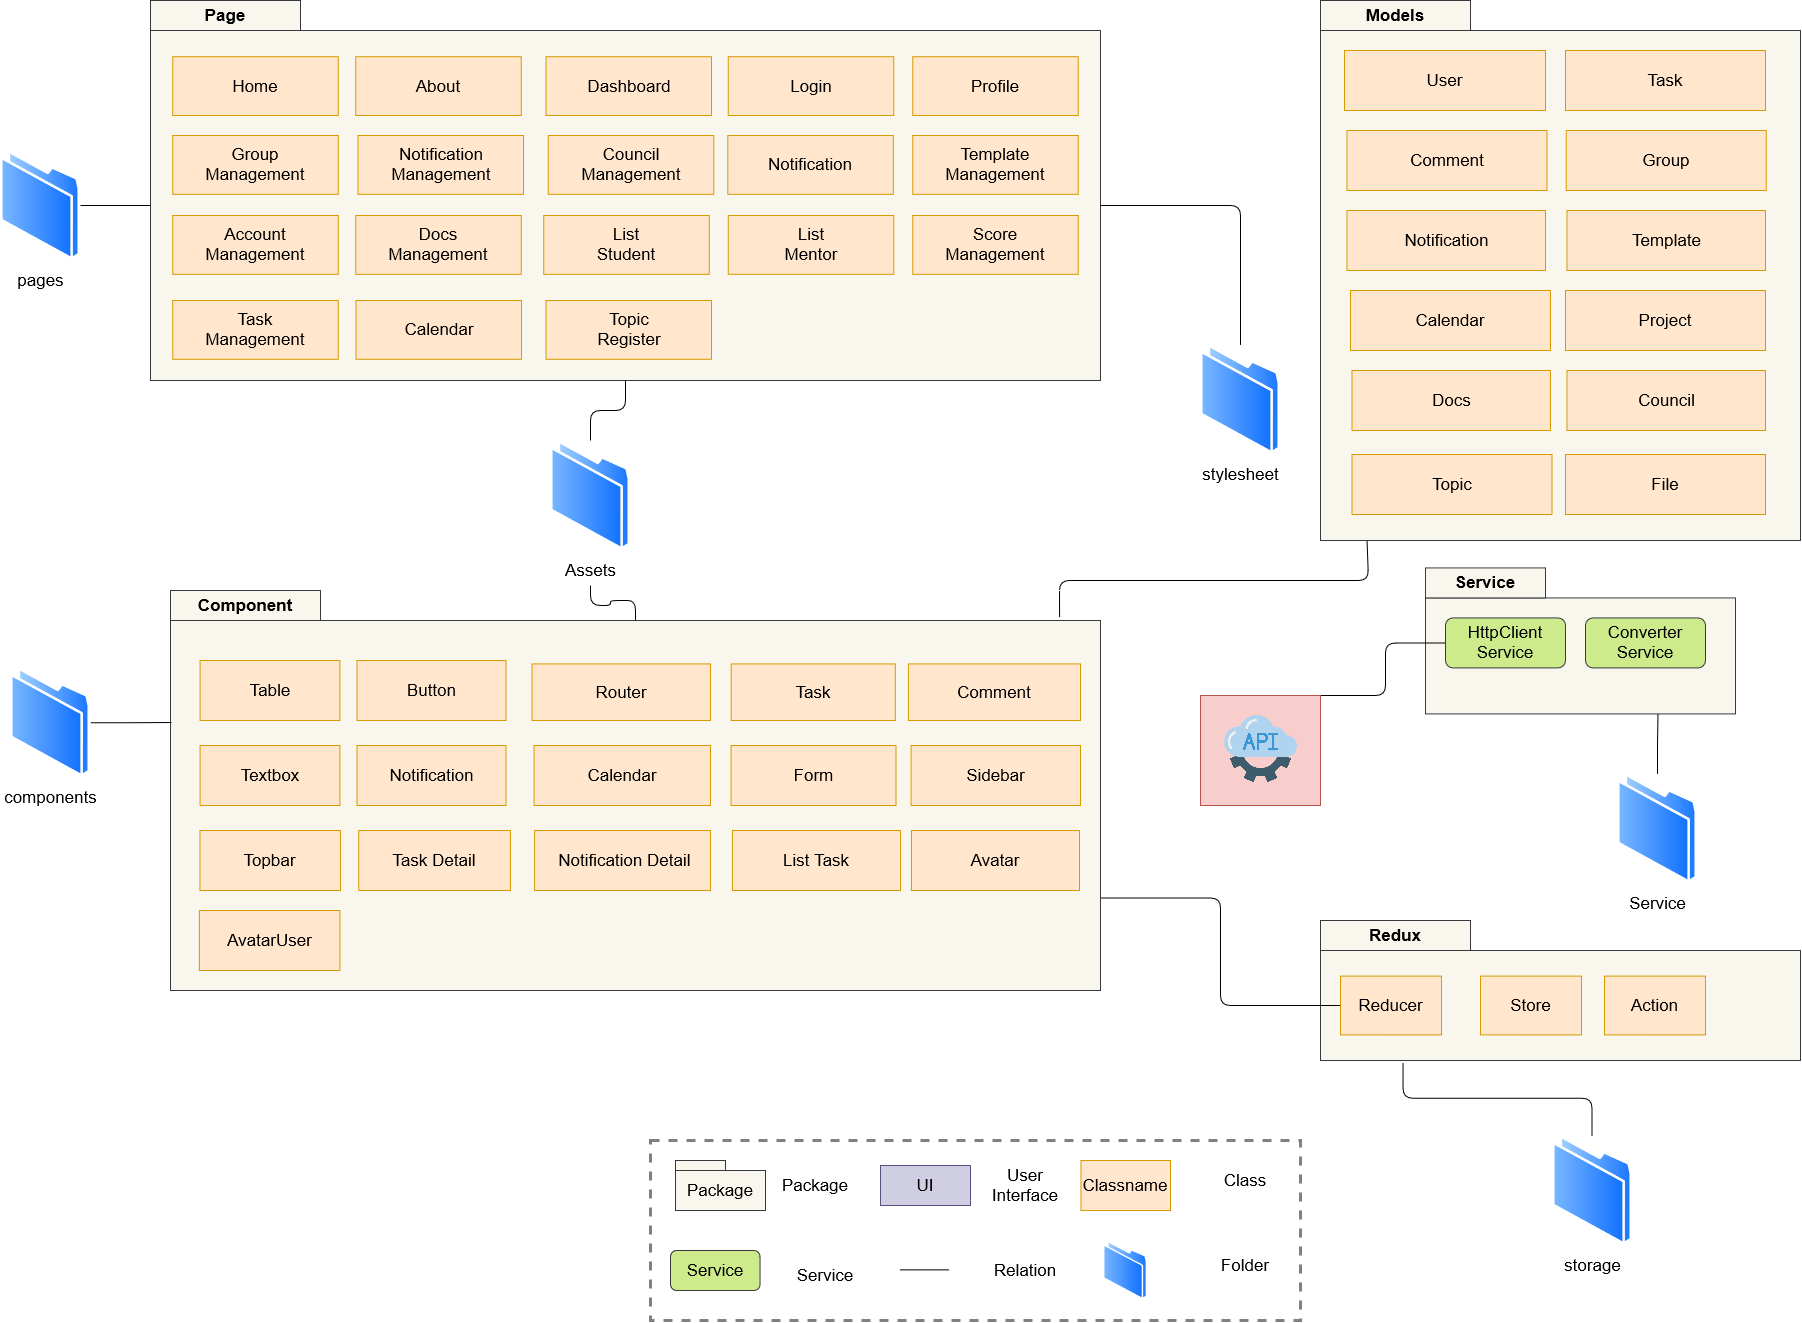 Page
Home
About
Dashboard
Login
Profile
Group
Management
Notification
Management
Council
Management
Notification
Template
Management
Account
Management
Docs
Management
List
Student
List
Mentor
Score
Management
Task
Management
Calendar
Topic
Register
pages
Assets
stylesheet
Models
User
Task
Comment
Group
Notification
Template
Calendar
Project
Docs
Council
Topic
File
Component
Table
Button
Router
Task
Comment
Textbox
Notification
Calendar
Form
Sidebar
Topbar
Task Detail
Notification Detail
List Task
Avatar
AvatarUser
components
Service
HttpClient
Service
Converter
Service
API
Service
Redux
Reducer
Store
Action
storage
Package
Package
UI
User
Interface
Classname
Class
Service
Service
Relation
Folder